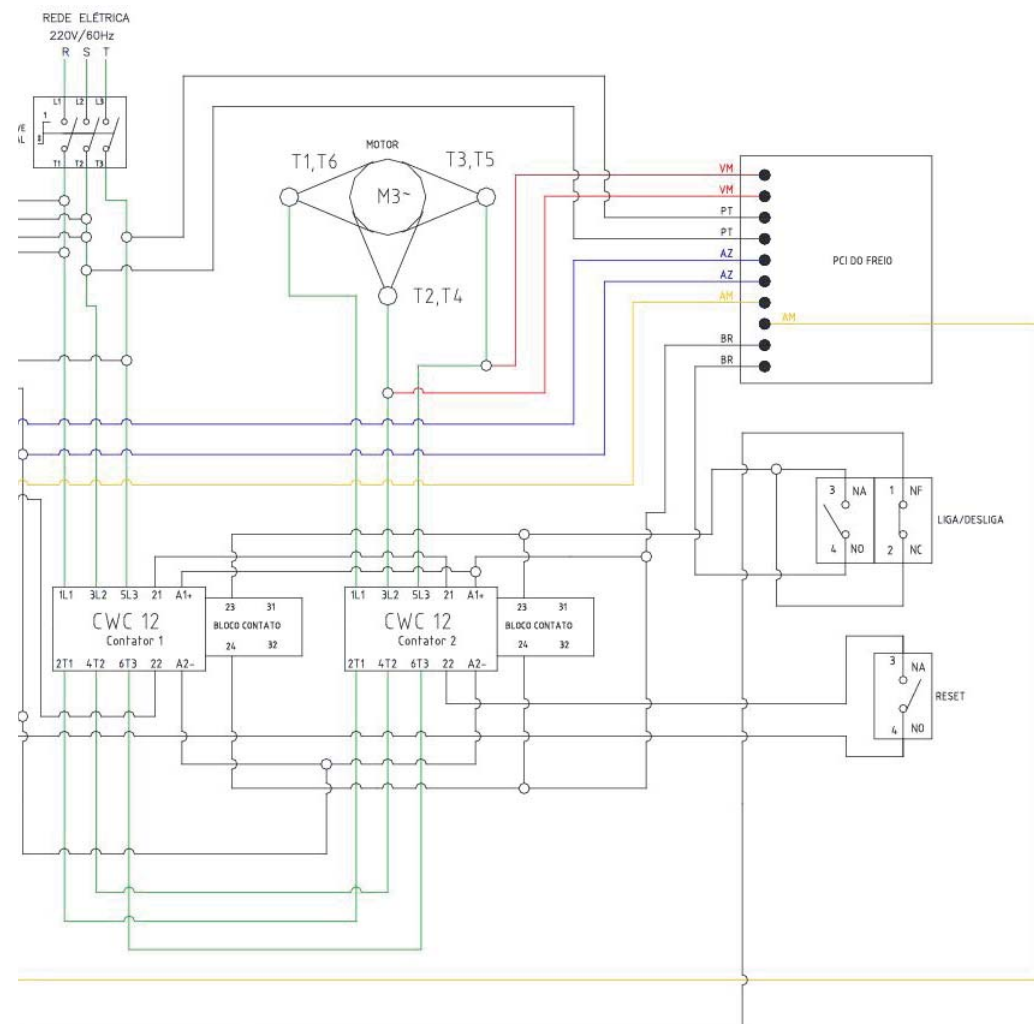 REDE ELÉTRICA
220V/60Hz
R S T
L1 L2 L3
1
T1 T2 T3
MOTOR
T1,T6
T3,T5
M3~
T2,T4
VM
VM
PT
PT
AZ
AZ
AM
AM
BR
BR
PCI DO FREIO
3 NA
4 NO
1 NF
2 NC
LIGA/DESLIGA
1L1 3L2 5L3 21 A1+
CWC 12
Contator 1
2T1 4T2 6T3 22 A2-
23 31
BLOCO CONTATO
24 32
1L1 3L2 5L3 21 A1+
CWC 12
Contator 2
2T1 4T2 6T3 22 A2-
23 31
BLOCO CONTATO
24 32
3 NA
4 NO
RESET